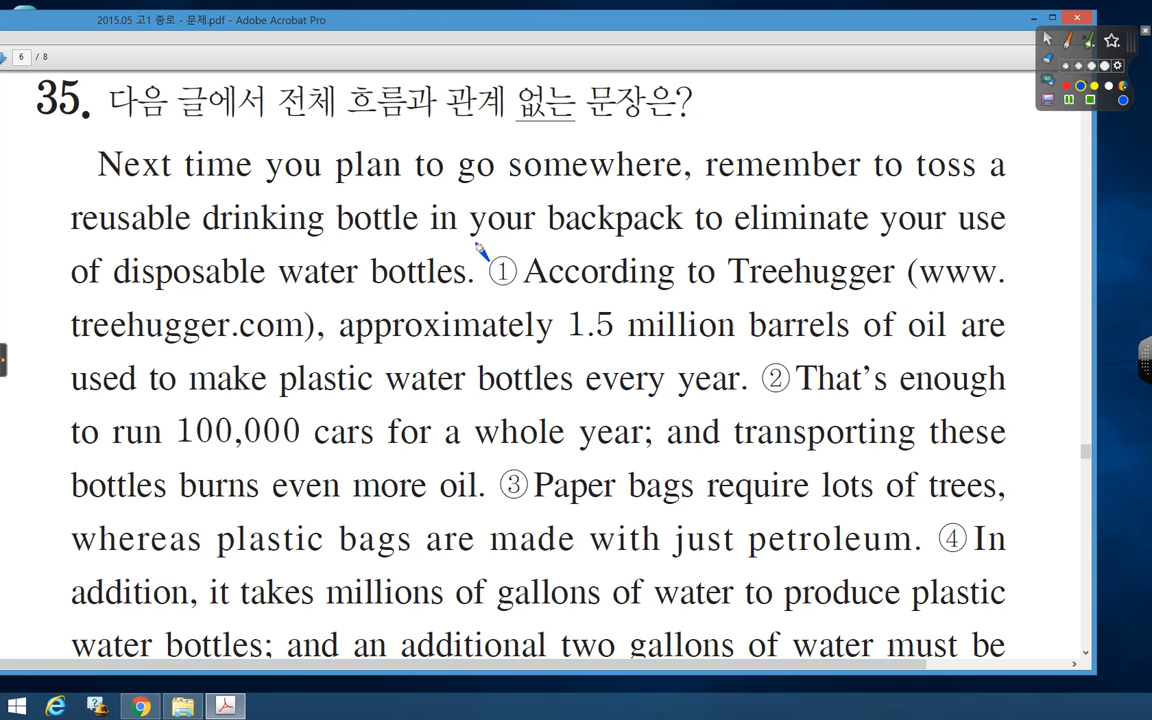 2015.05 고1 종로 - 문제.pdf - Adobe Acrobat Pro
6 / 8
35. 다음 글에서 전체 흐름과 관계 없는 문장은?
Next time you plan to go somewhere, remember to toss a
reusable drinking bottle in your backpack to eliminate your use
of disposable water bottles. ① According to Treehugger (www.
treehugger.com), approximately 1.5 million barrels of oil are
used to make plastic water bottles every year. ② That's enough
to run 100,000 cars for a whole year; and transporting these
bottles burns even more oil. ③ Paper bags require lots of trees,
whereas plastic bags are made with just petroleum. ④ In
addition, it takes millions of gallons of water to produce plastic
water bottles; and an additional two gallons of water must be